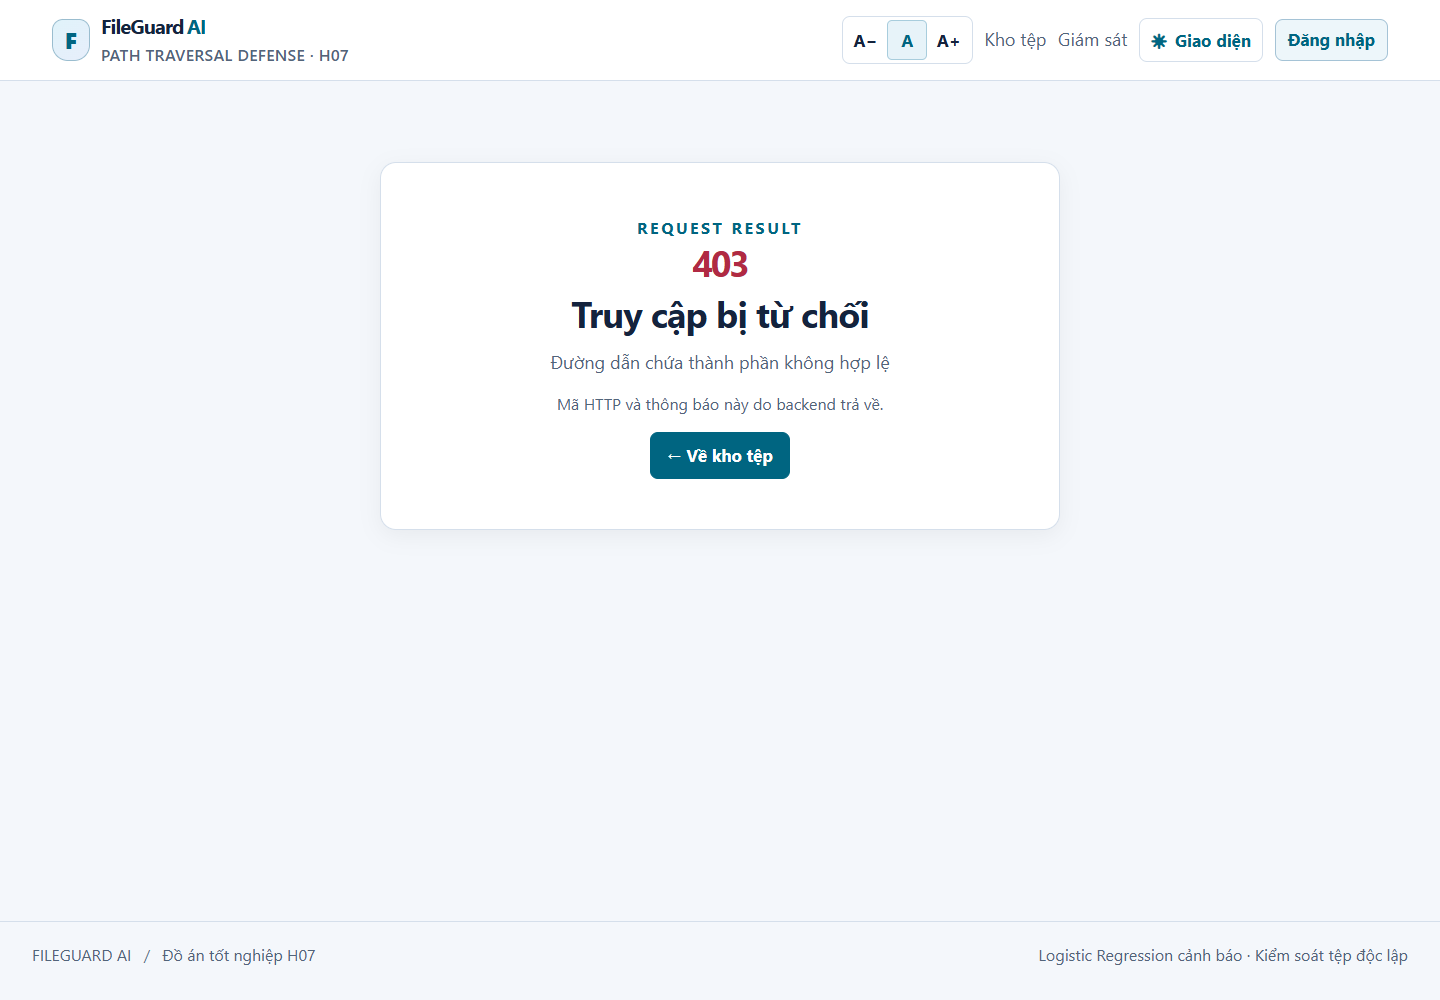 F
FileGuard AI
PATH TRAVERSAL DEFENSE · H07
A− A A+ Kho tệp Giám sát ☀ Giao diện Đăng nhập
REQUEST RESULT
403
Truy cập bị từ chối
Đường dẫn chứa thành phần không hợp lệ
Mã HTTP và thông báo này do backend trả về.
← Về kho tệp
FILEGUARD AI / Đồ án tốt nghiệp H07
Logistic Regression cảnh báo · Kiểm soát tệp độc lập